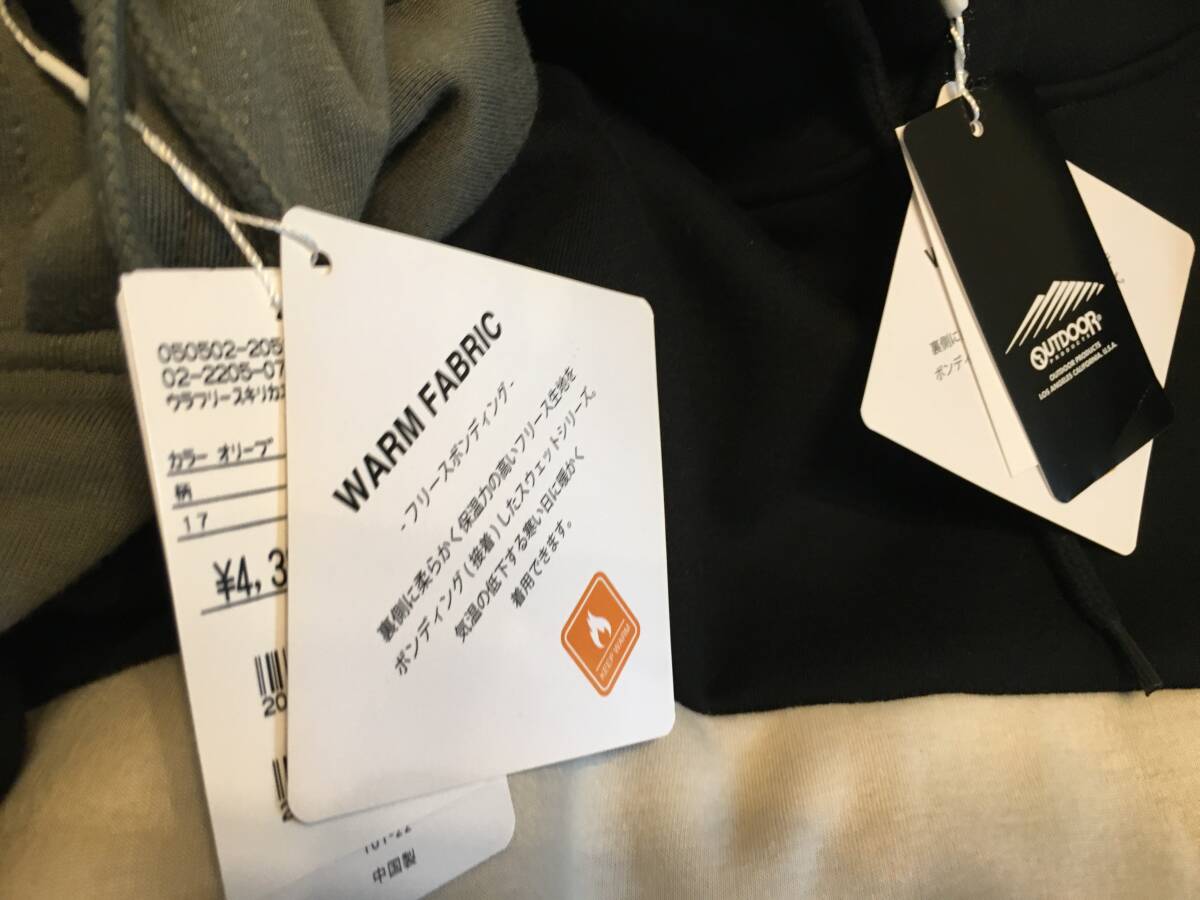 050502-205
02-2205-07
ウラフリースキリカエ
カラー オリーブ
柄
17
¥4,3
20
101-22
中国製
WARM FABRIC
-フリースボンディング-
裏側に柔らかく保温力の高いフリース生地を
ボンディング(接着)したスウェットシリーズ。
気温の低下する寒い日に暖かく
着用できます。
KEEP WARM
W
裏側に
ボンディ
OUTDOOR®
PRODUCTS
OUTDOOR PRODUCTS
LOS ANGELES CALIFORNIA, U.S.A.